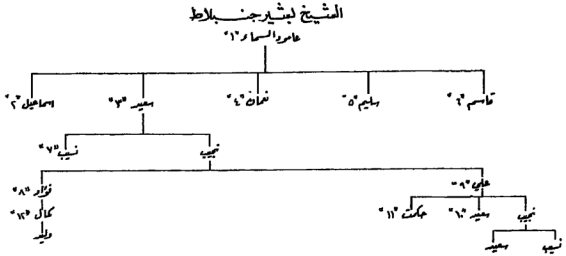 الشيخ بشير جنبلاط
عامود السماء "١"
قاسم "٦" سليم "٥" نعمان "٤" سعيد "٣" اسماعيل "٢"
نجيب نسيب "٧"
علي "٩" فؤاد "٨"
نجيب سعيد "١٠" حكمت "١١" كمال "١٢"
نسيب سعيد وليد